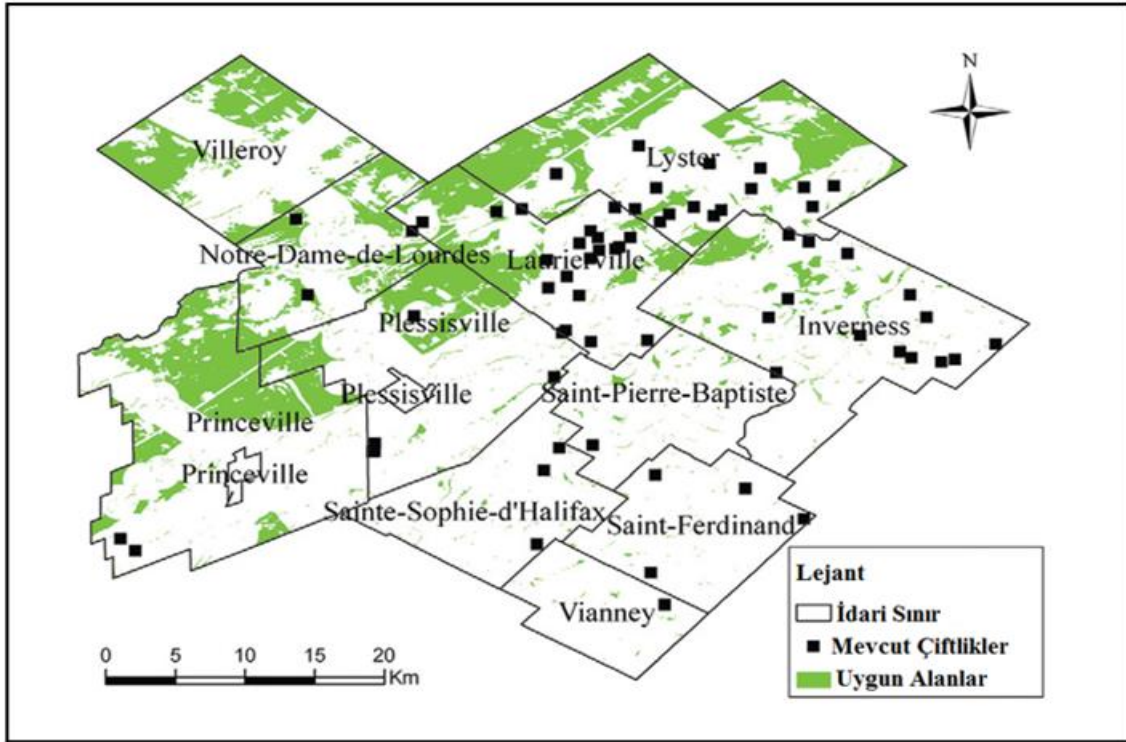 N
Villeroy
Lyster
Notre-Dame-de-Lourdes
Laurierville
Plessisville
Inverness
Plessisville
Saint-Pierre-Baptiste
Princeville
Princeville
Sainte-Sophie-d'Halifax
Saint-Ferdinand
Vianney
Lejant
İdari Sınır
Mevcut Çiftlikler
Uygun Alanlar
0 5 10 15 20
Km